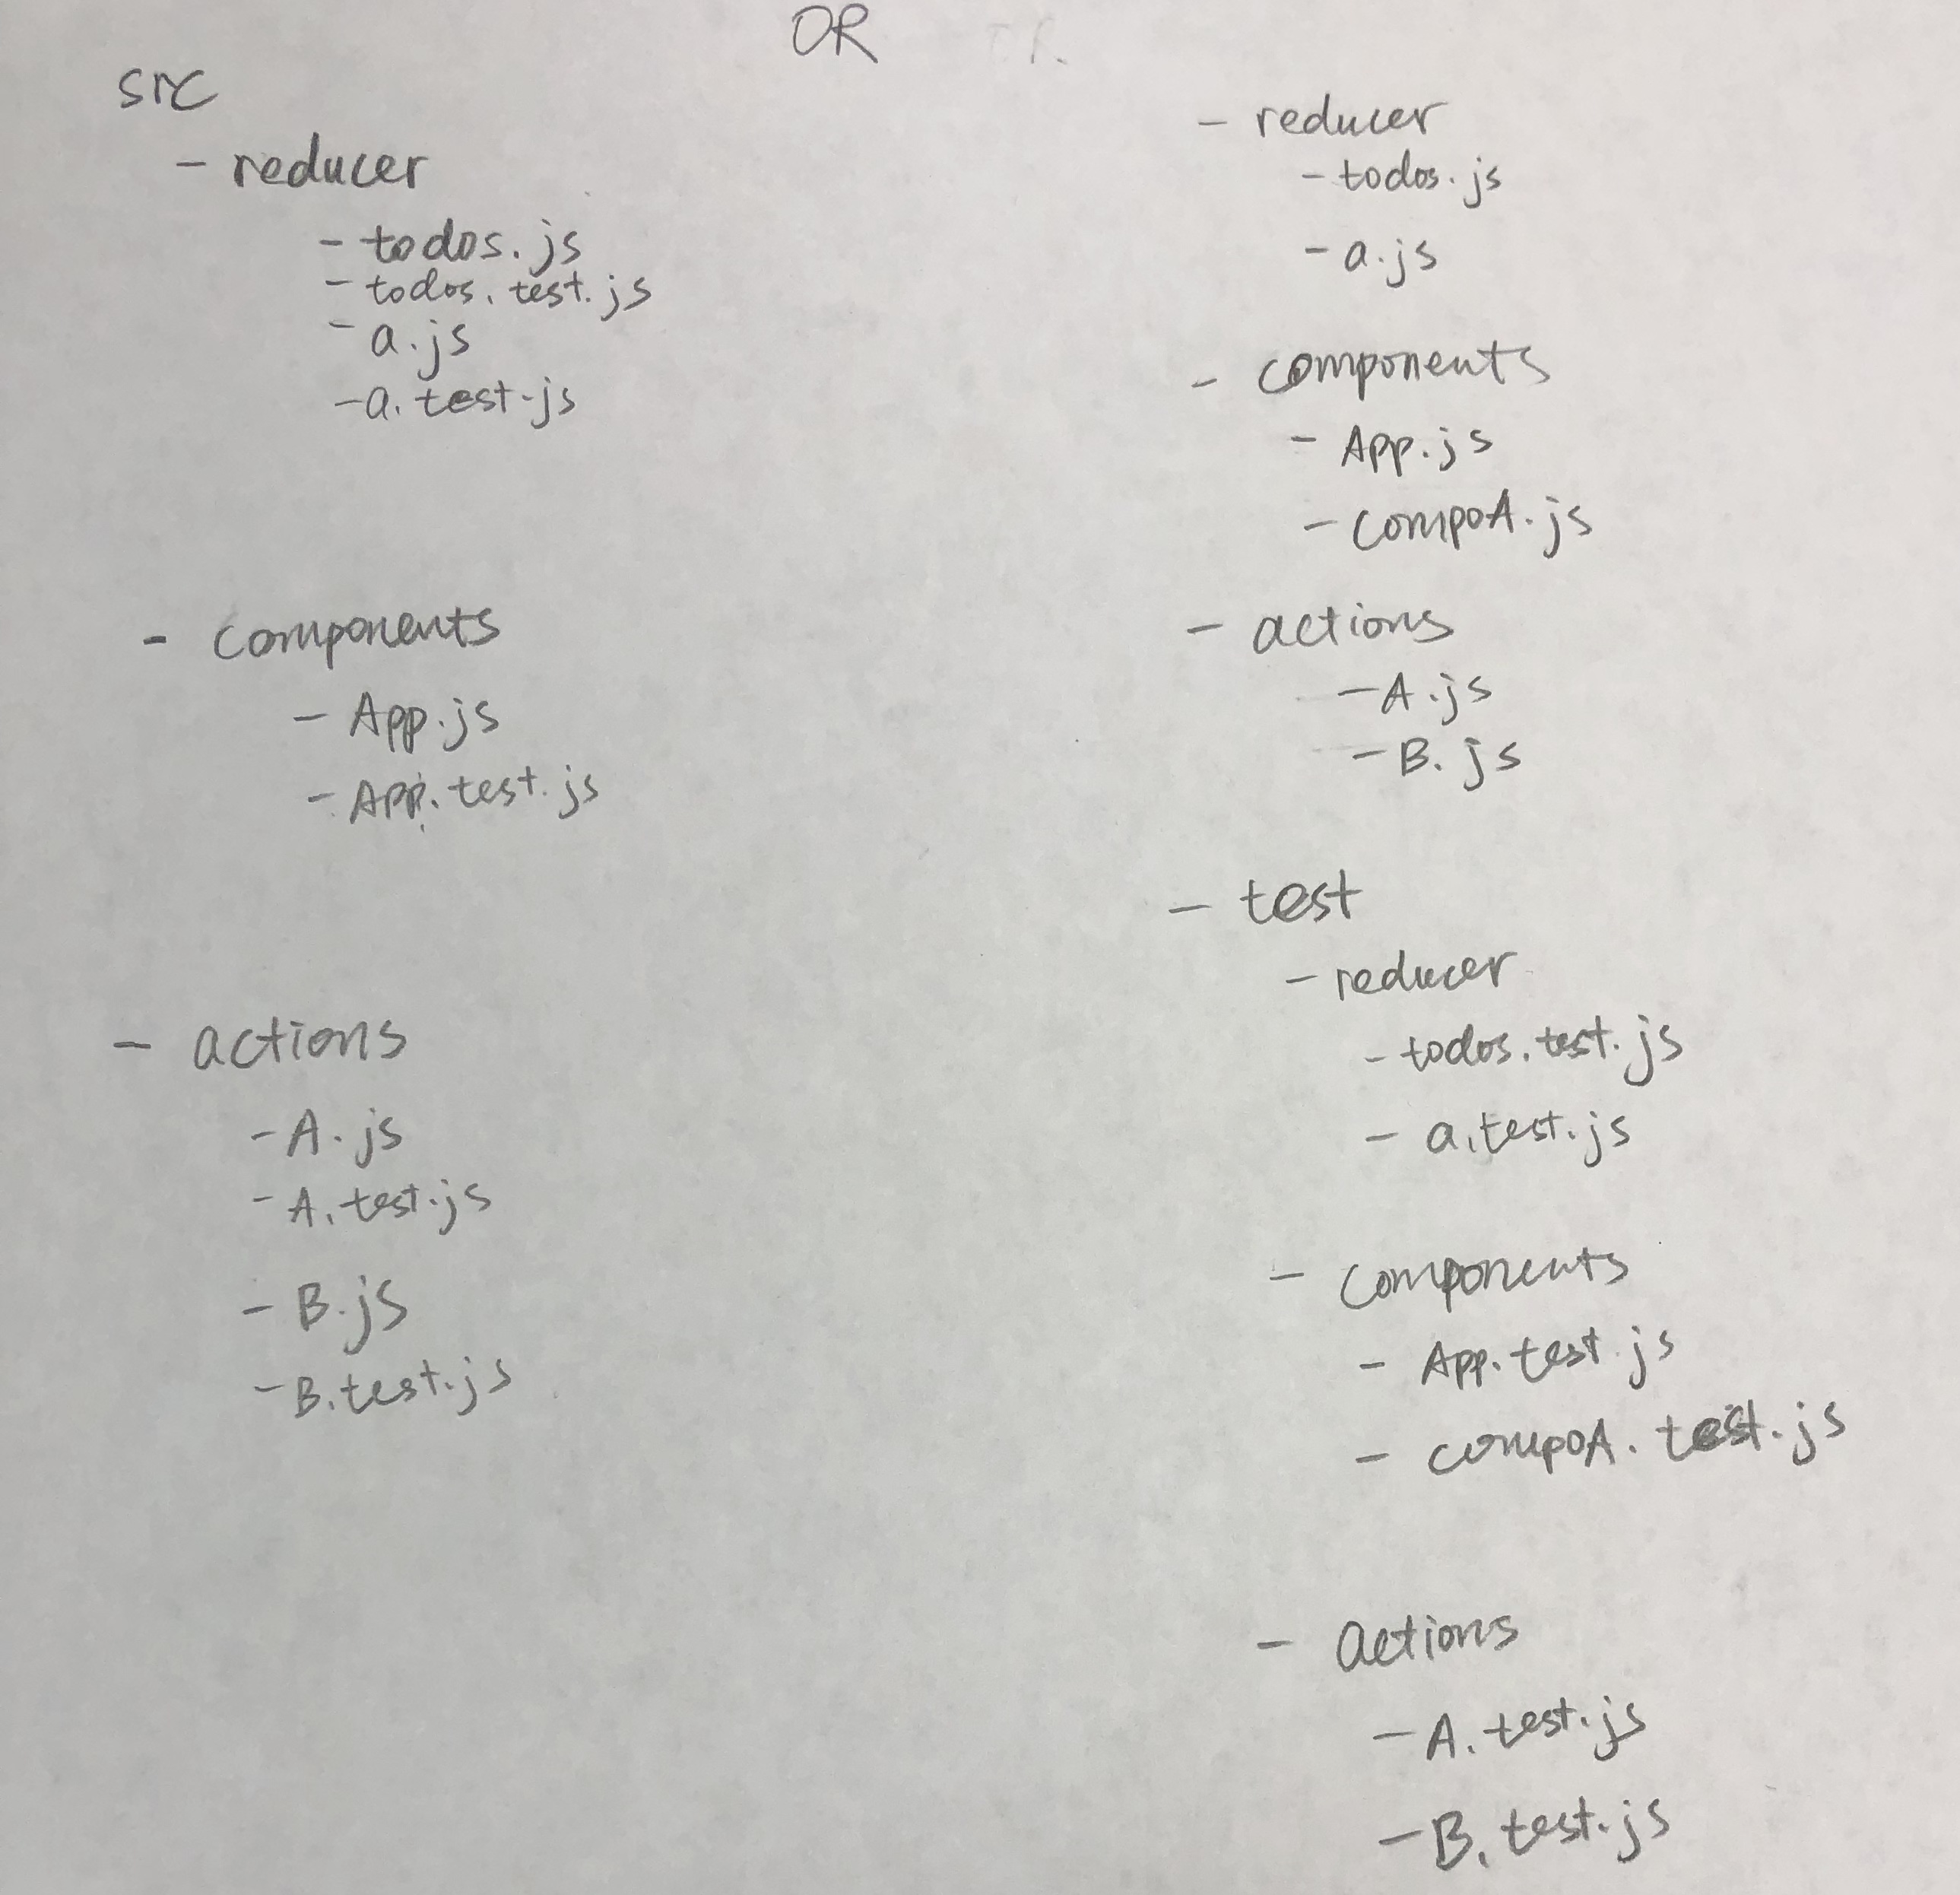 OR
src
- reducer
- todos.js
- todos.test.js
- a.js
- a.test.js
- components
- App.js
- App.test.js
- actions
- A.js
- A.test.js
- B.js
- B.test.js
- reducer
- todos.js
- a.js
- components
- App.js
- compoA.js
- actions
- A.js
- B.js
- test
- reducer
- todos.test.js
- a.test.js
- components
- App.test.js
- compoA.test.js
- actions
- A.test.js
- B.test.js